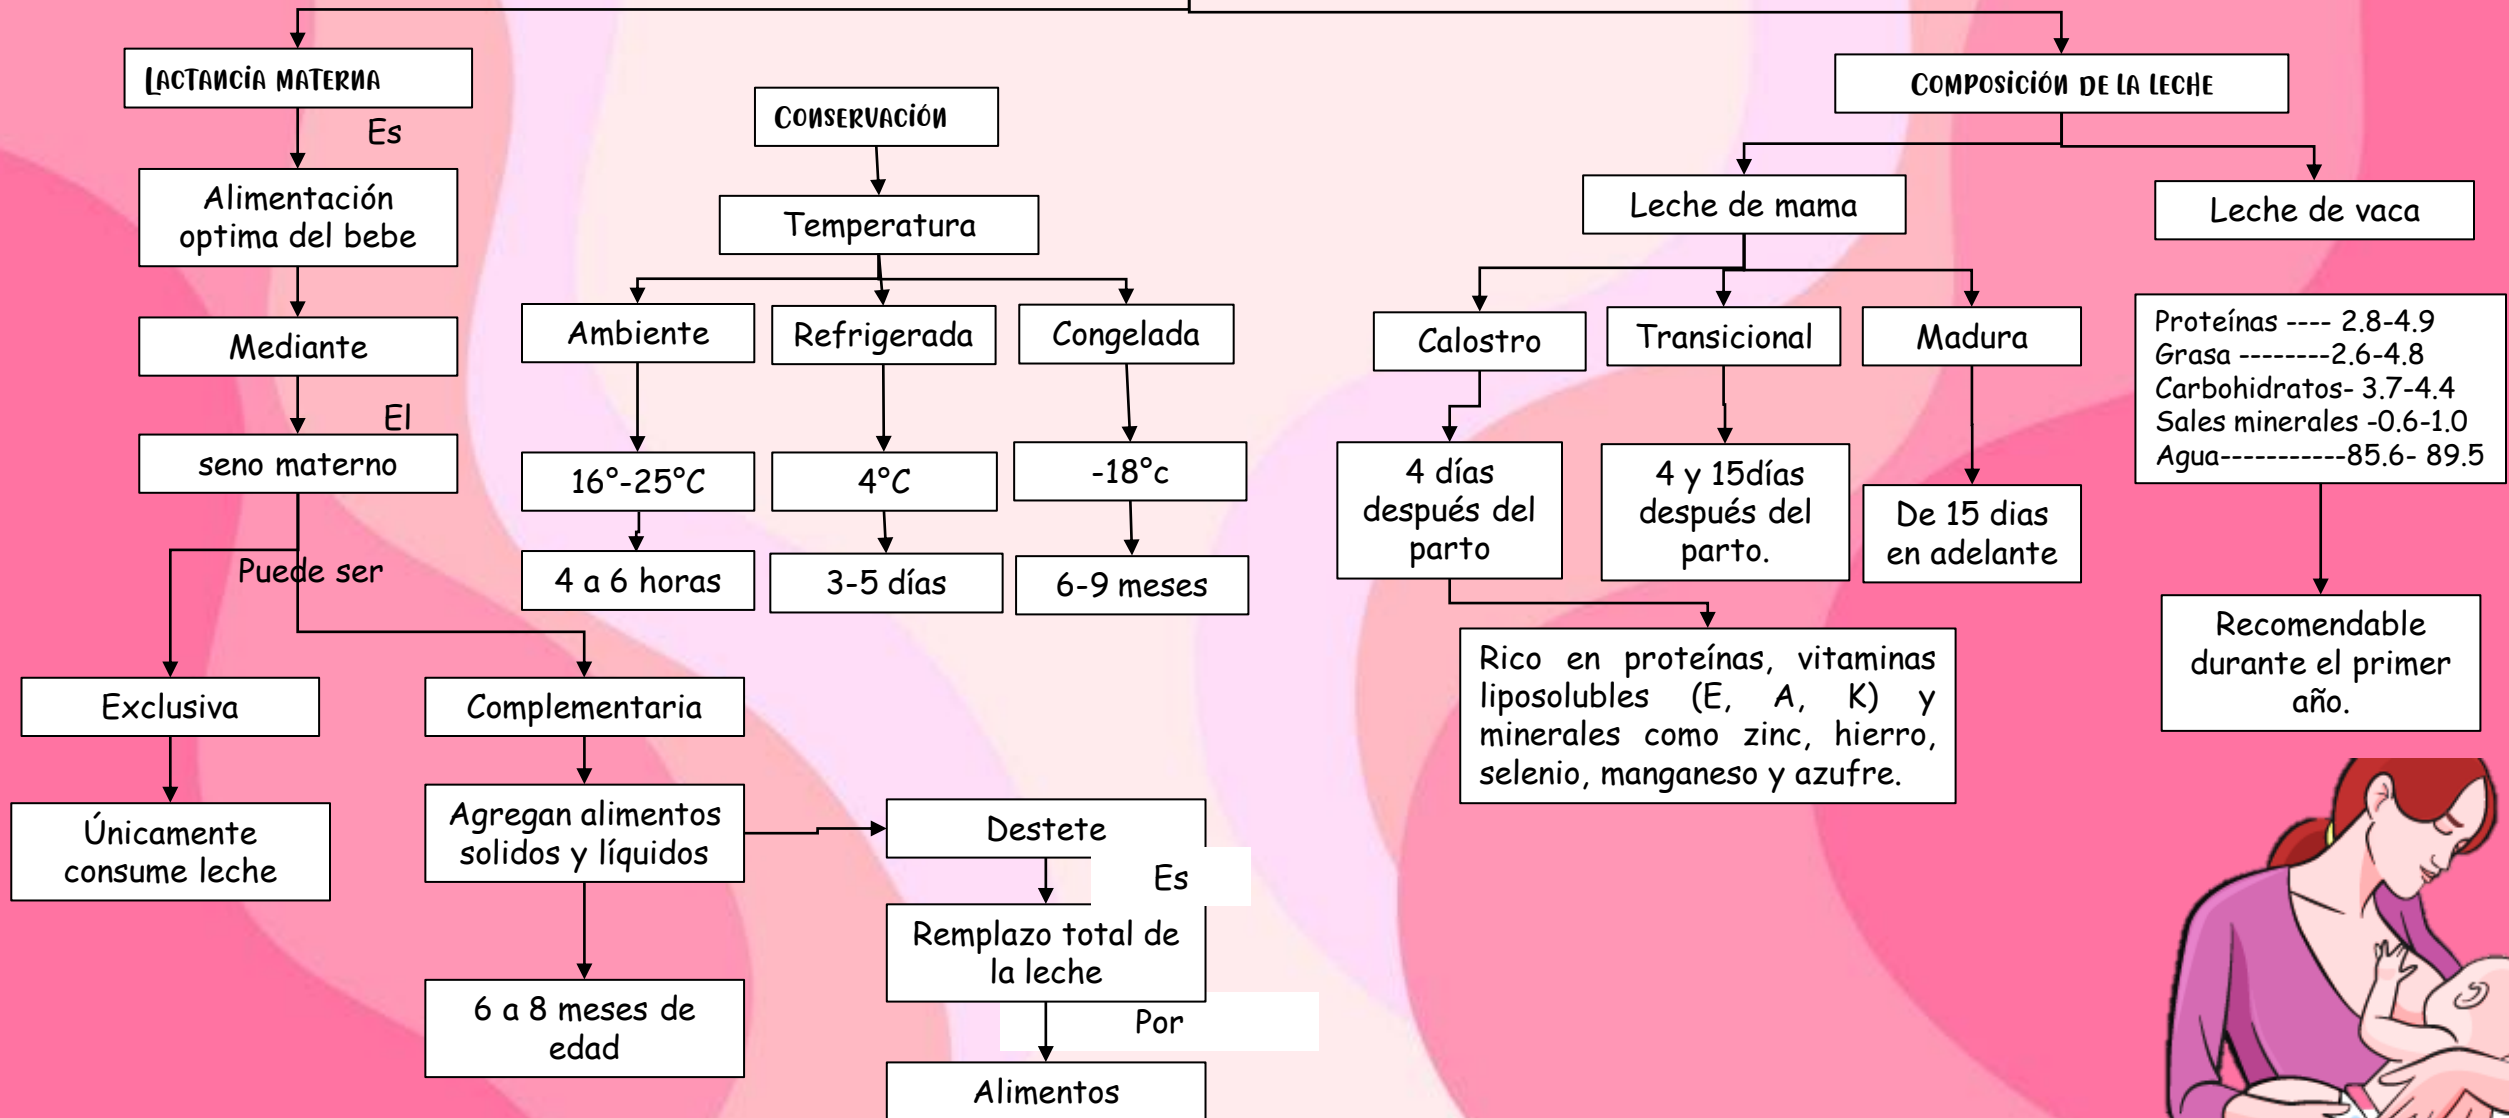 LACTANCIA MATERNA
Es
Alimentación
optima del bebe
Mediante
El
seno materno
Puede ser
Exclusiva
Únicamente
consume leche
Complementaria
Agregan alimentos
solidos y líquidos
6 a 8 meses de
edad
Destete
Es
Remplazo total de
la leche
Por
Alimentos
CONSERVACIÓN
Temperatura
Ambiente
16°-25°C
4 a 6 horas
Refrigerada
4°C
3-5 días
Congelada
-18°c
6-9 meses
COMPOSICIÓN DE LA LECHE
Leche de mama
Calostro
4 días
después del
parto
Rico en proteínas, vitaminas
liposolubles (E, A, K) y
minerales como zinc, hierro,
selenio, manganeso y azufre.
Transicional
4 y 15días
después del
parto.
Madura
De 15 dias
en adelante
Leche de vaca
Proteínas ---- 2.8-4.9
Grasa --------2.6-4.8
Carbohidratos- 3.7-4.4
Sales minerales -0.6-1.0
Agua-----------85.6- 89.5
Recomendable
durante el primer
año.